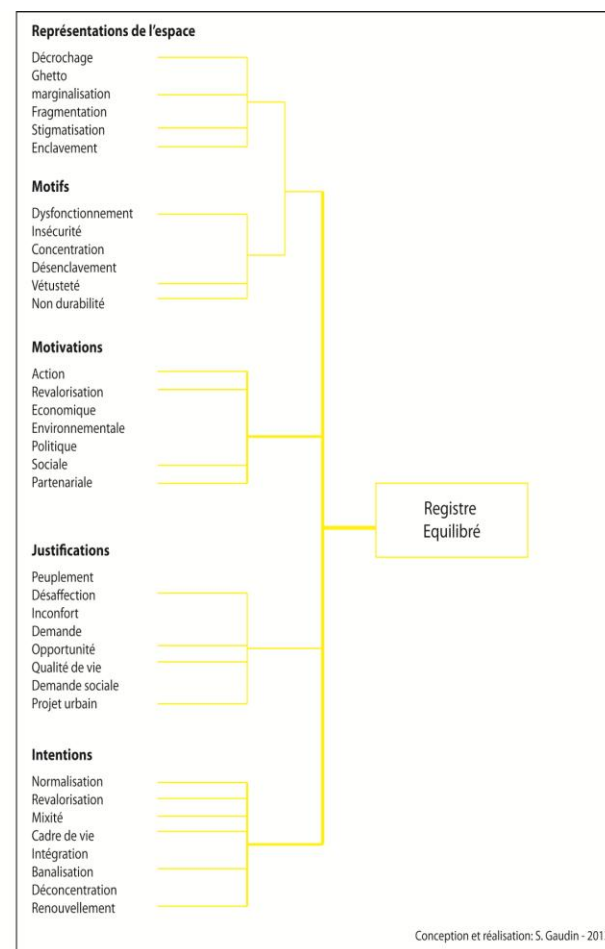 Représentations de l'espace
Décrochage
Ghetto
marginalisation
Fragmentation
Stigmatisation
Enclavement
Motifs
Dysfonctionnement
Insécurité
Concentration
Désenclavement
Vétusteté
Non durabilité
Motivations
Action
Revalorisation
Economique
Environnementale
Politique
Sociale
Partenariale
Registre
Equilibré
Justifications
Peuplement
Désaffection
Inconfort
Demande
Opportunité
Qualité de vie
Demande sociale
Projet urbain
Intentions
Normalisation
Revalorisation
Mixité
Cadre de vie
Intégration
Banalisation
Déconcentration
Renouvellement
Conception et réalisation: S. Gaudin - 201